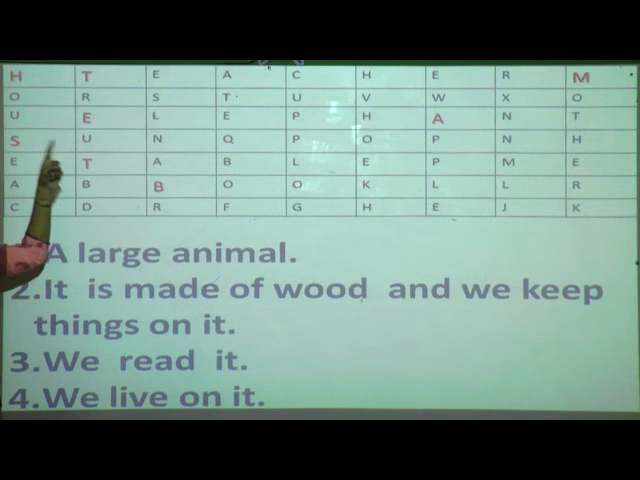 H T E A C H E R M
O R S T U V W X O
U E L E P H A N T
S U N Q P O P N H
E T A B L E P M E
A B B O O K L L R
C D R F G H E J K
A large animal.
2.It is made of wood and we keep
things on it.
3.We read it.
4.We live on it.